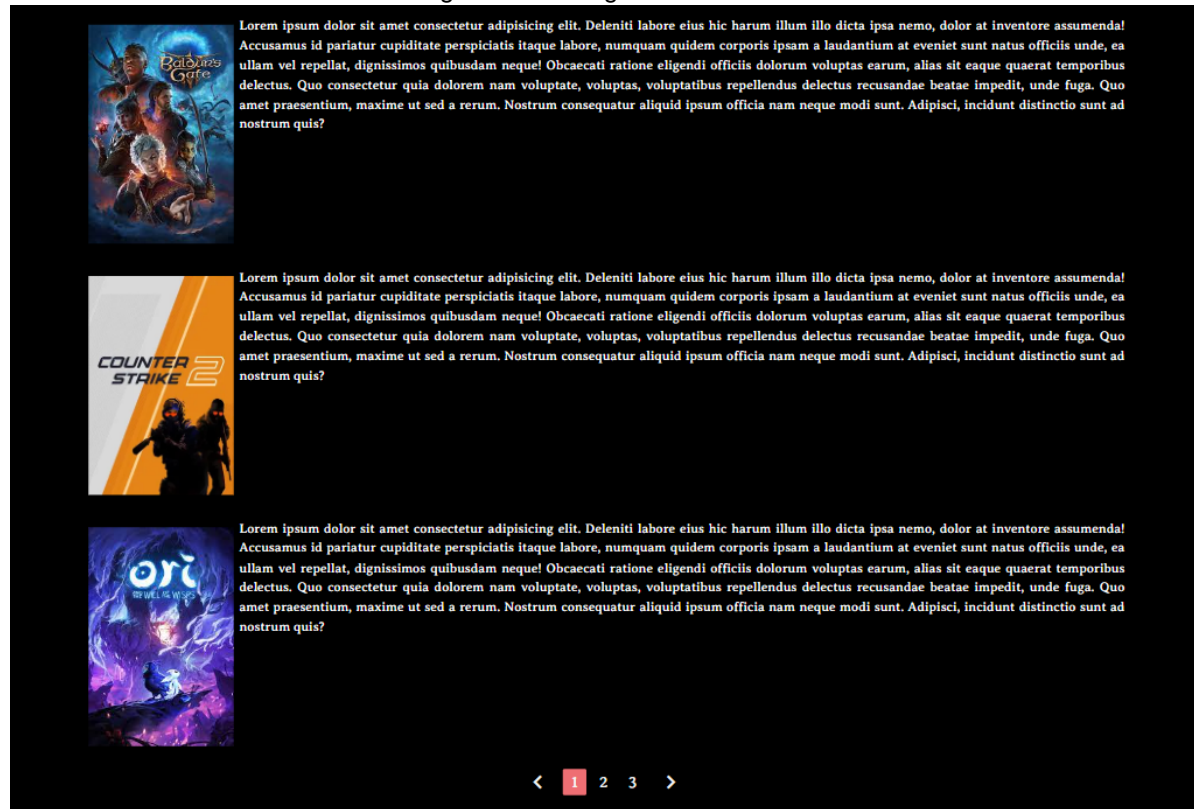 Baldur's
Gate
Lorem ipsum dolor sit amet consectetur adipisicing elit. Deleniti labore eius hic harum illum illo dicta ipsa nemo, dolor at inventore assumenda!
Accusamus id pariatur cupiditate perspiciatis itaque labore, numquam quidem corporis ipsam a laudantium at eveniet sunt natus officiis unde, ea
ullam vel repellat, dignissimos quibusdam neque! Obcaecati ratione eligendi officiis dolorum voluptas earum, alias sit eaque quaerat temporibus
delectus. Quo consectetur quia dolorem nam voluptate, voluptas, voluptatibus repellendus delectus recusandae beatae impedit, unde fuga. Quo
amet praesentium, maxime ut sed a rerum. Nostrum consequatur aliquid ipsum officia nam neque modi sunt. Adipisci, incidunt distinctio sunt ad
nostrum quis?
COUNTER
STRIKE 2
Lorem ipsum dolor sit amet consectetur adipisicing elit. Deleniti labore eius hic harum illum illo dicta ipsa nemo, dolor at inventore assumenda!
Accusamus id pariatur cupiditate perspiciatis itaque labore, numquam quidem corporis ipsam a laudantium at eveniet sunt natus officiis unde, ea
ullam vel repellat, dignissimos quibusdam neque! Obcaecati ratione eligendi officiis dolorum voluptas earum, alias sit eaque quaerat temporibus
delectus. Quo consectetur quia dolorem nam voluptate, voluptas, voluptatibus repellendus delectus recusandae beatae impedit, unde fuga. Quo
amet praesentium, maxime ut sed a rerum. Nostrum consequatur aliquid ipsum officia nam neque modi sunt. Adipisci, incidunt distinctio sunt ad
nostrum quis?
ori
AND THE WILL OF THE WISPS
Lorem ipsum dolor sit amet consectetur adipisicing elit. Deleniti labore eius hic harum illum illo dicta ipsa nemo, dolor at inventore assumenda!
Accusamus id pariatur cupiditate perspiciatis itaque labore, numquam quidem corporis ipsam a laudantium at eveniet sunt natus officiis unde, ea
ullam vel repellat, dignissimos quibusdam neque! Obcaecati ratione eligendi officiis dolorum voluptas earum, alias sit eaque quaerat temporibus
delectus. Quo consectetur quia dolorem nam voluptate, voluptas, voluptatibus repellendus delectus recusandae beatae impedit, unde fuga. Quo
amet praesentium, maxime ut sed a rerum. Nostrum consequatur aliquid ipsum officia nam neque modi sunt. Adipisci, incidunt distinctio sunt ad
nostrum quis?
1 2 3